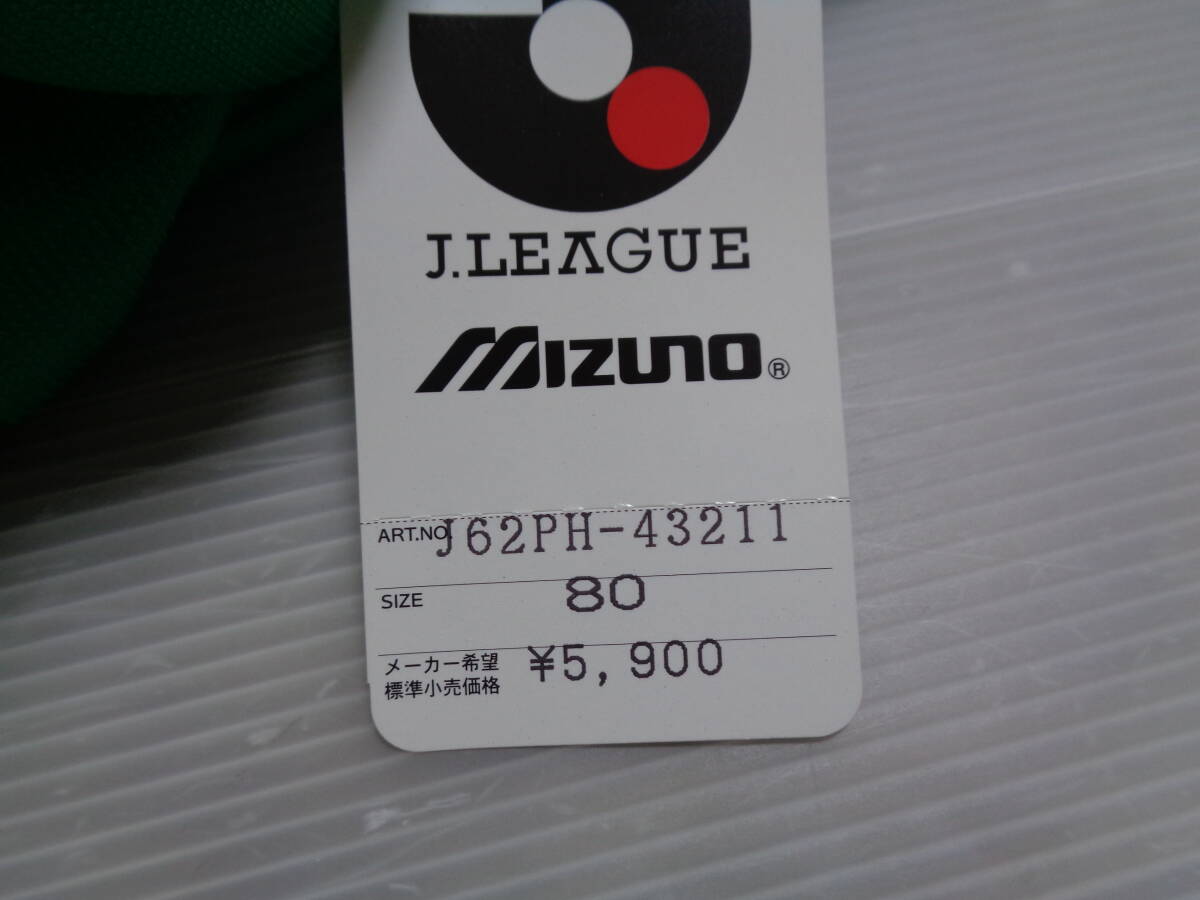 J.LEAGUE
MIZUNO®
ART.NO J62PH-43211
SIZE 80
メーカー希望 ¥5,900
標準小売価格